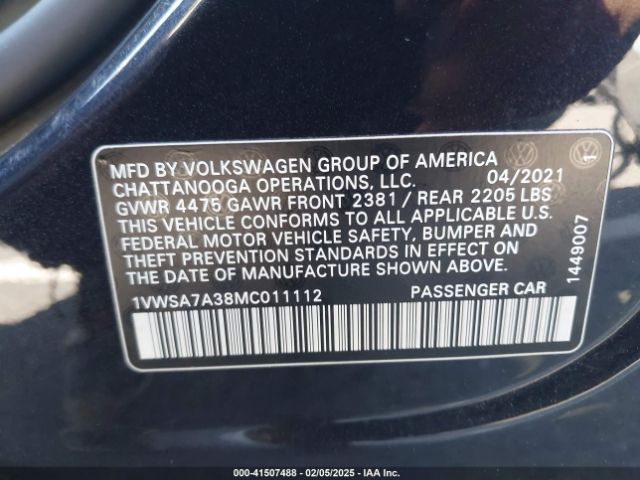 MFD BY VOLKSWAGEN GROUP OF AMERICA
CHATTANOOGA OPERATIONS, LLC. 04/2021
GVWR 4475 GAWR FRONT 2381 / REAR 2205 LBS
THIS VEHICLE CONFORMS TO ALL APPLICABLE U.S.
FEDERAL MOTOR VEHICLE SAFETY, BUMPER AND
THEFT PREVENTION STANDARDS IN EFFECT ON
THE DATE OF MANUFACTURE SHOWN ABOVE.
1VWSA7A38MC011112 PASSENGER CAR
1449007
1
000-41507488 - 02/05/2025 - IAA Inc.